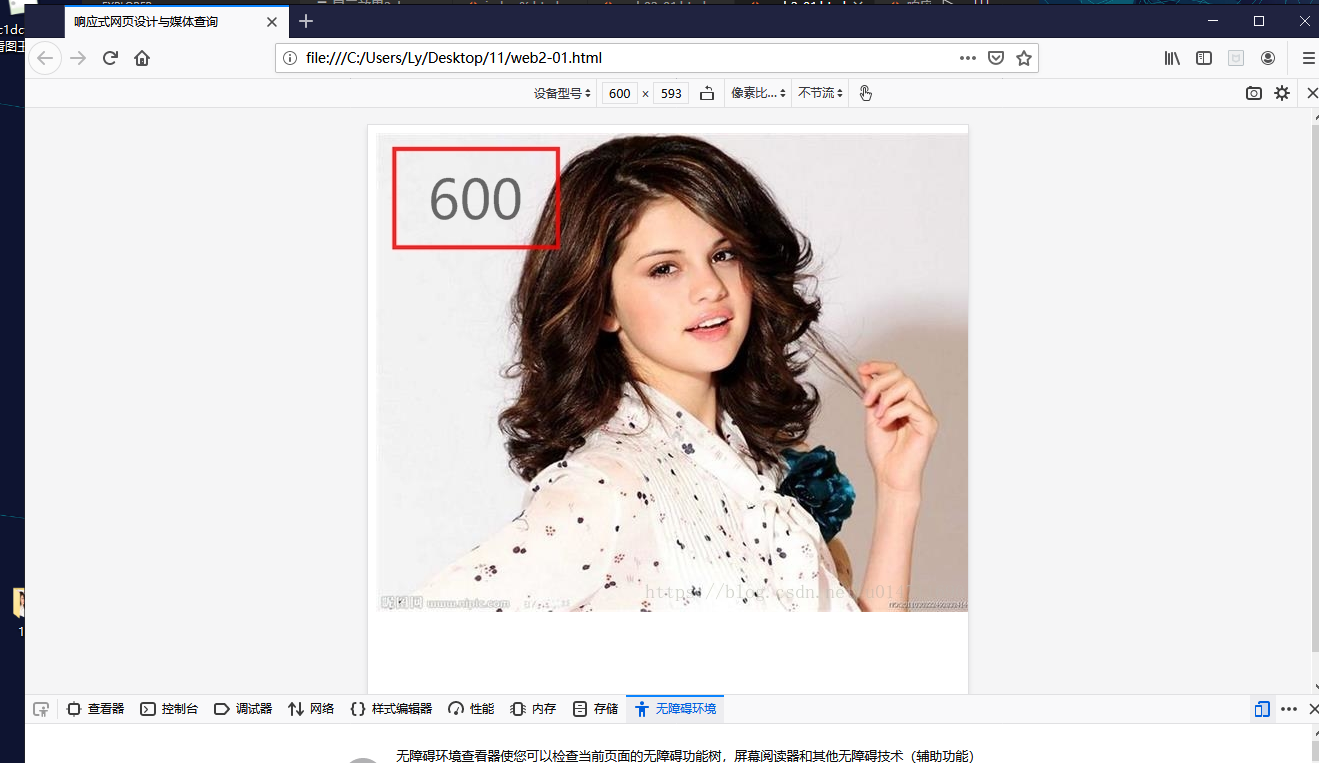 响应式网页设计与媒体查询
file:///C:/Users/Ly/Desktop/11/web2-01.html
设备型号 600 × 593 像素比... 不节流
600
https://blog.csdn.net/u014
昵图网 www.nipic.com
查看器 控制台 调试器 网络 {} 样式编辑器 性能 内存 存储 无障碍环境
无障碍环境查看器使您可以检查当前页面的无障碍功能树，屏幕阅读器和其他无障碍技术（辅助功能）